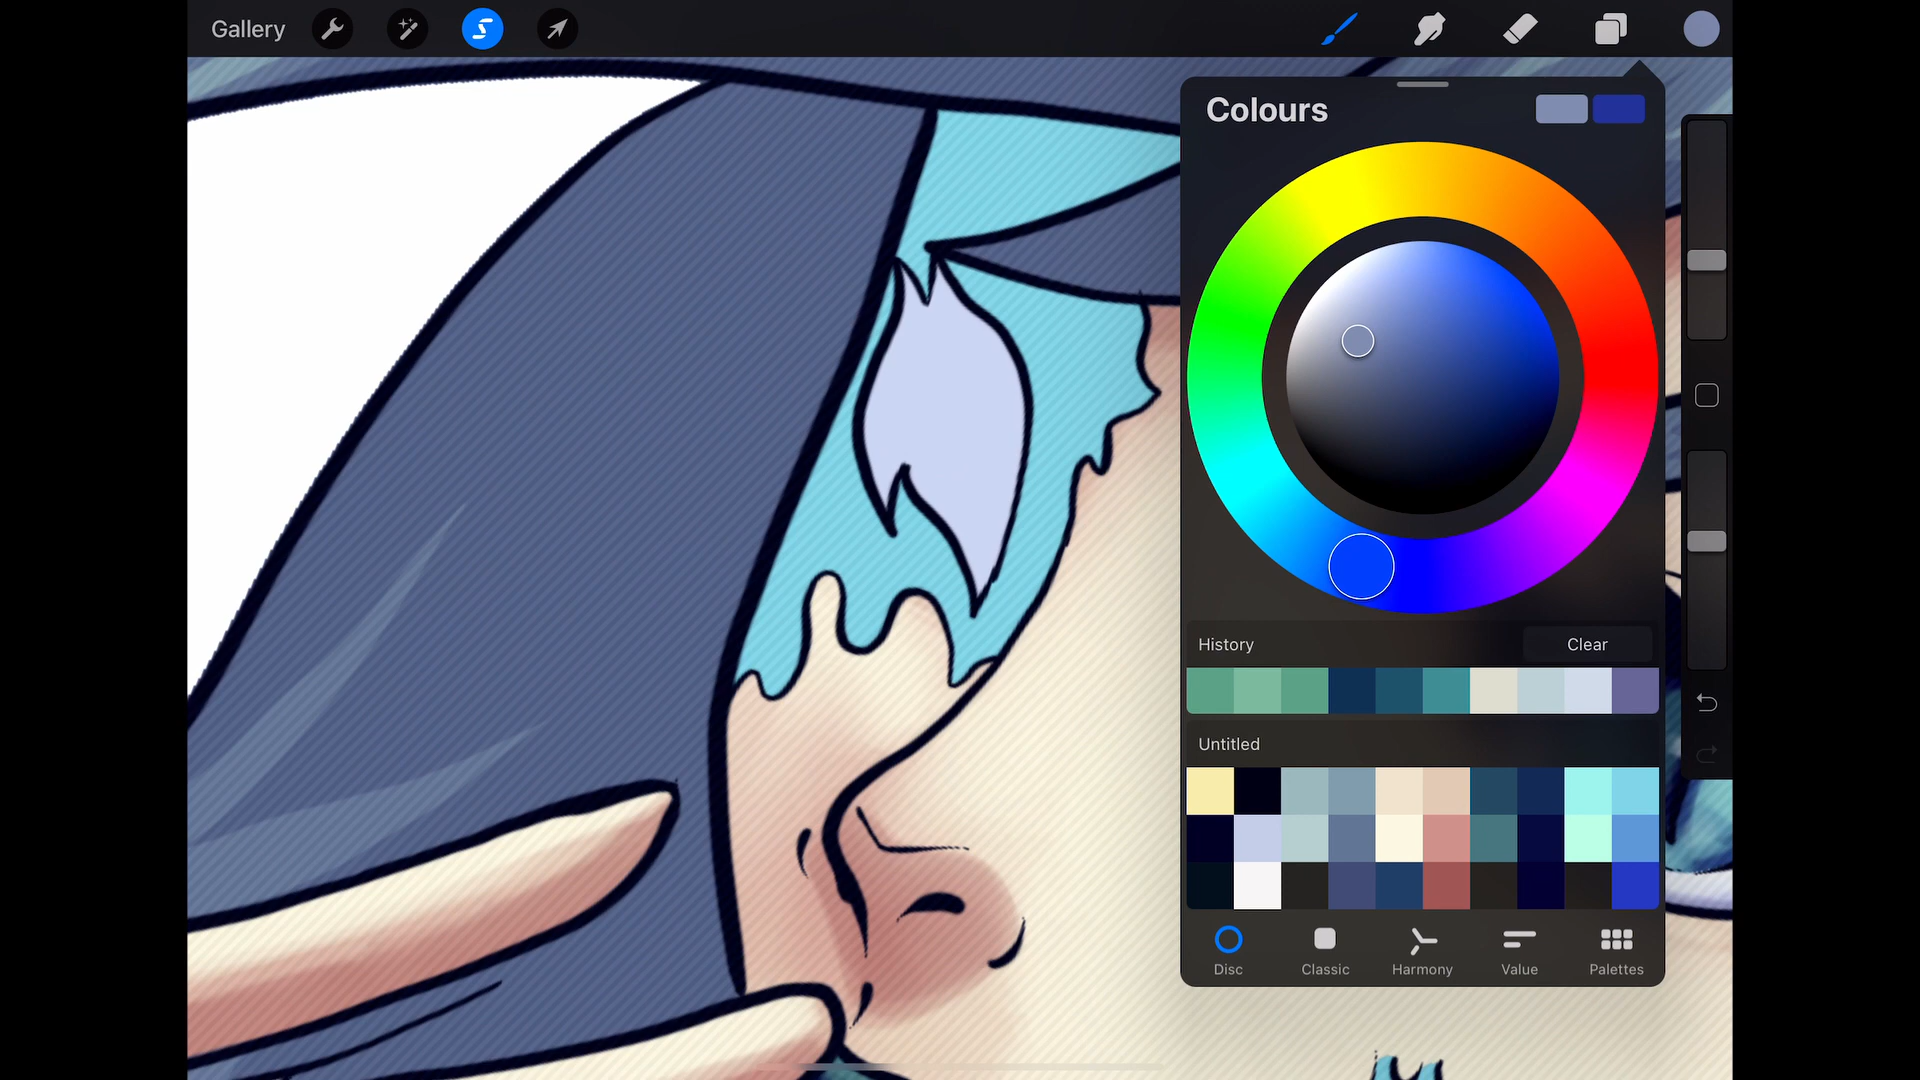 Gallery
Colours
History
Clear
Untitled
Disc
Classic
Harmony
Value
Palettes